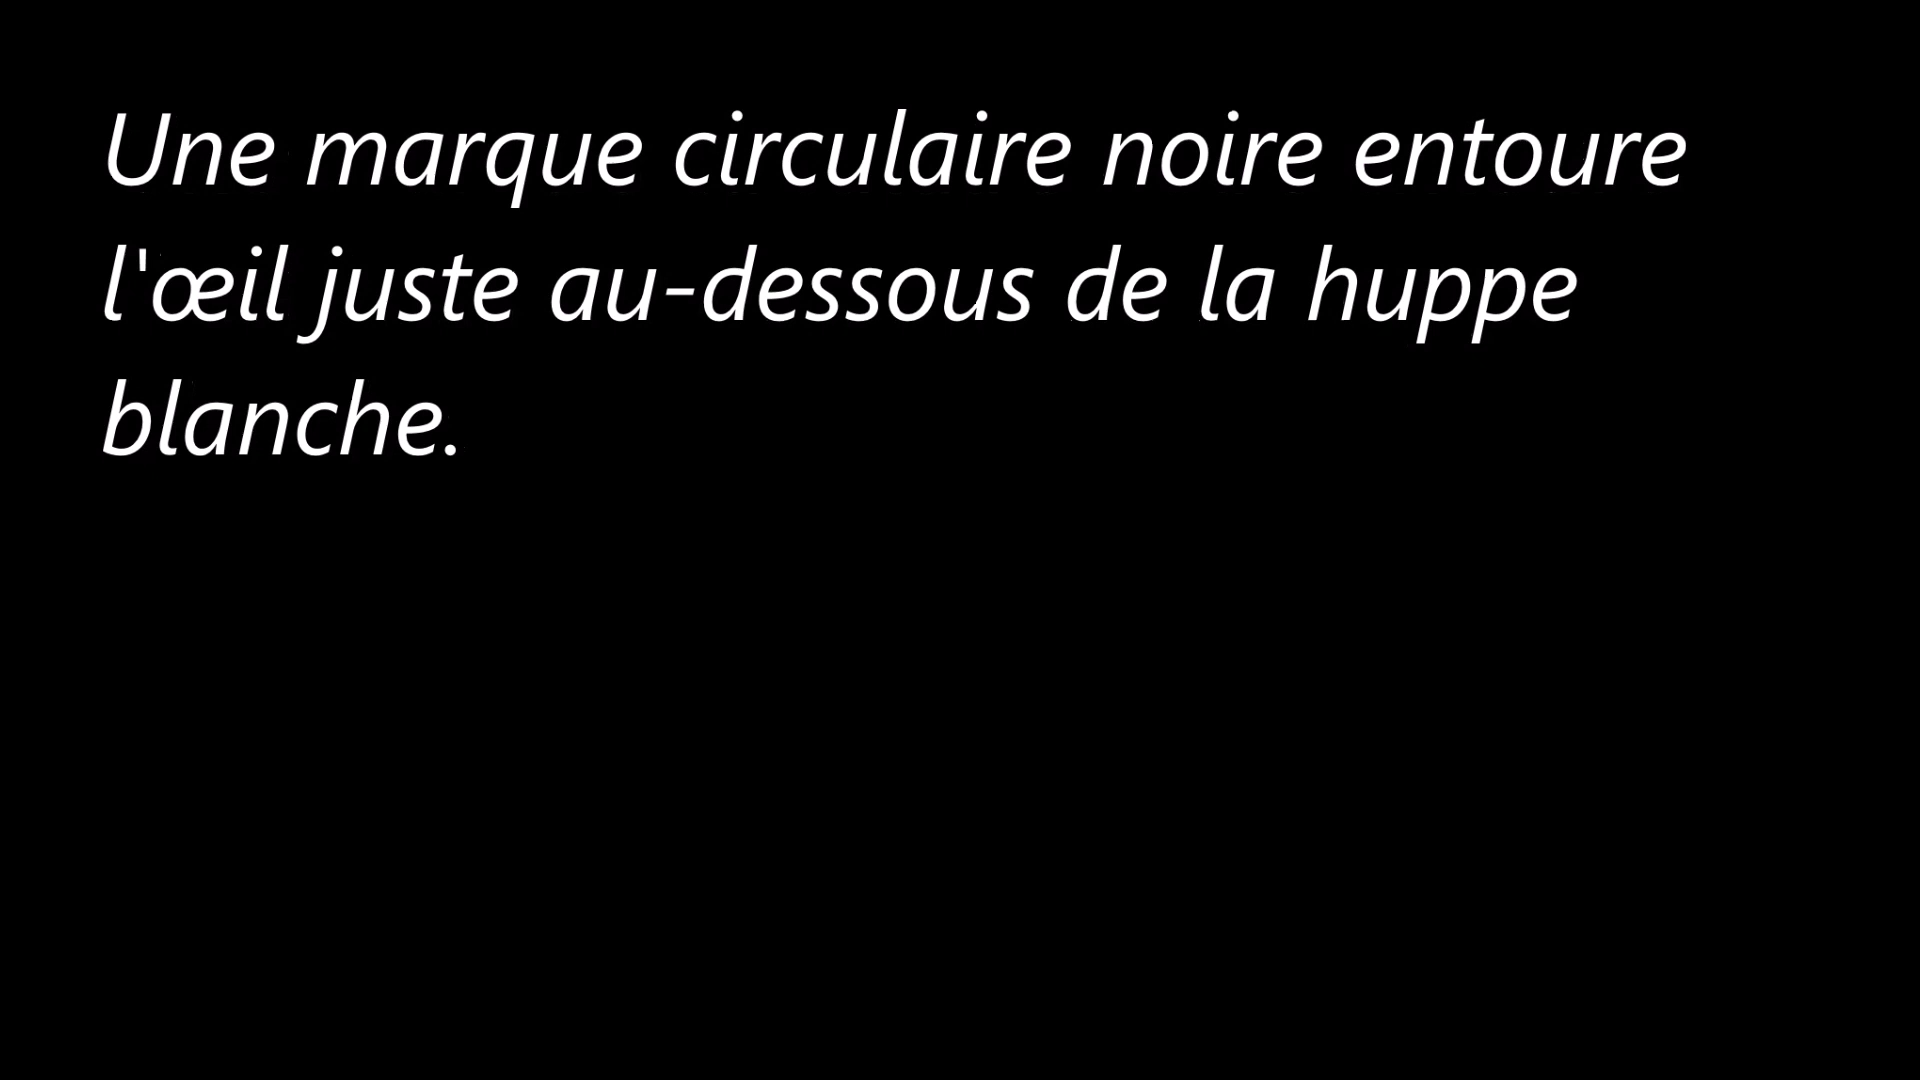 Une marque circulaire noire entoure
l'œil juste au-dessous de la huppe
blanche.